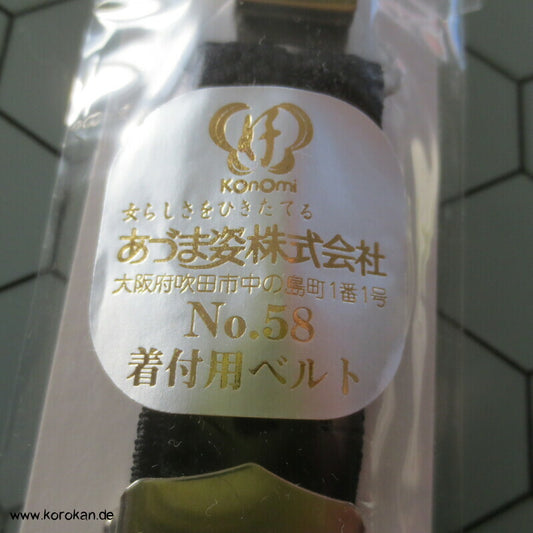 Konomi
女らしさをひきたてる
あづま姿株式会社
大阪府吹田市中の島町1番1号
No.58
着付用ベルト
www.korokan.de